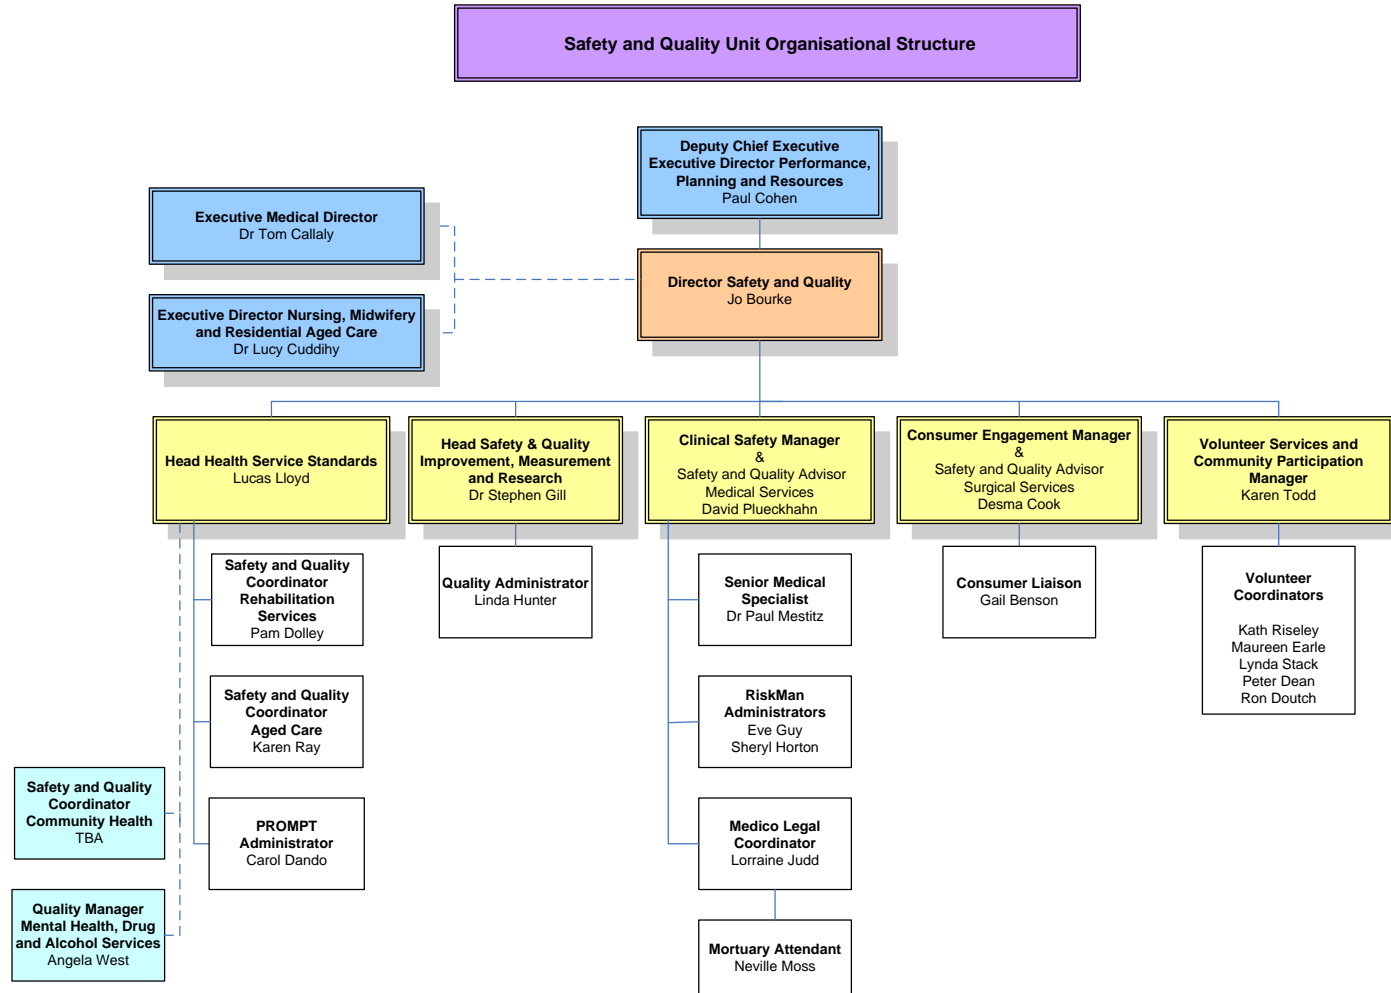 Safety and Quality Unit Organisational Structure
Deputy Chief Executive
Executive Director Performance,
Planning and Resources
Paul Cohen
Executive Medical Director
Dr Tom Callaly
Director Safety and Quality
Jo Bourke
Executive Director Nursing, Midwifery
and Residential Aged Care
Dr Lucy Cuddihy
Head Health Service Standards
Lucas Lloyd
Head Safety & Quality
Improvement, Measurement
and Research
Dr Stephen Gill
Clinical Safety Manager
&
Safety and Quality Advisor
Medical Services
David Plueckhahn
Consumer Engagement Manager
&
Safety and Quality Advisor
Surgical Services
Desma Cook
Volunteer Services and
Community Participation
Manager
Karen Todd
Safety and Quality
Coordinator
Rehabilitation
Services
Pam Dolley
Quality Administrator
Linda Hunter
Senior Medical
Specialist
Dr Paul Mestitz
Consumer Liaison
Gail Benson
Volunteer
Coordinators
Kath Riseley
Maureen Earle
Lynda Stack
Peter Dean
Ron Doutch
Safety and Quality
Coordinator
Aged Care
Karen Ray
RiskMan
Administrators
Eve Guy
Sheryl Horton
Safety and Quality
Coordinator
Community Health
TBA
PROMPT
Administrator
Carol Dando
Medico Legal
Coordinator
Lorraine Judd
Quality Manager
Mental Health, Drug
and Alcohol Services
Angela West
Mortuary Attendant
Neville Moss